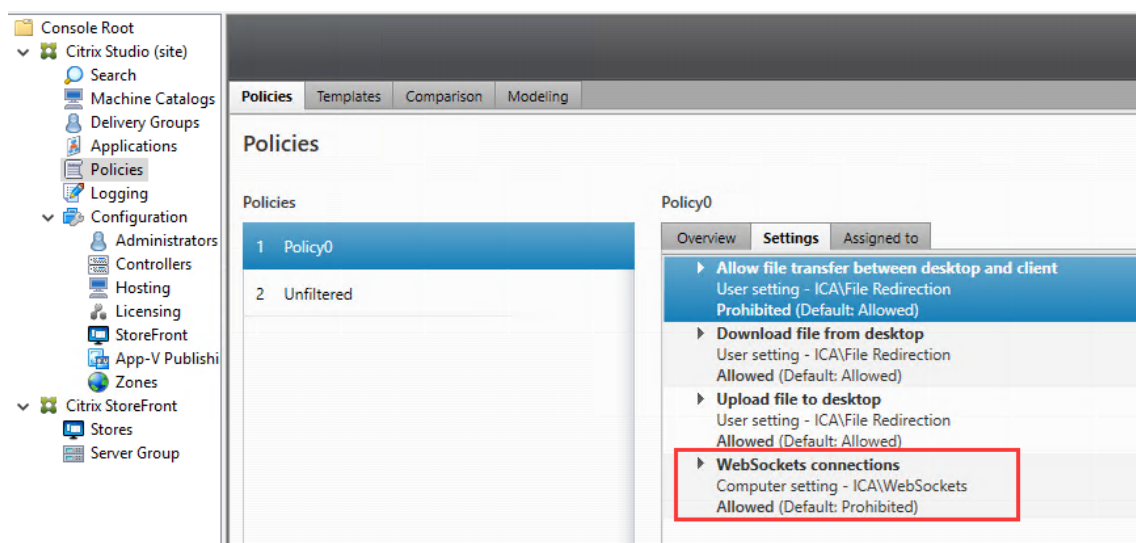 Console Root
Citrix Studio (site)
Search
Machine Catalogs
Delivery Groups
Applications
Policies
Logging
Configuration
Administrators
Controllers
Hosting
Licensing
StoreFront
App-V Publishi
Zones
Citrix StoreFront
Stores
Server Group
Policies Templates Comparison Modeling
Policies
Policies
1 Policy0
2 Unfiltered
Policy0
Overview Settings Assigned to
Allow file transfer between desktop and client
User setting - ICA\File Redirection
Prohibited (Default: Allowed)
Download file from desktop
User setting - ICA\File Redirection
Allowed (Default: Allowed)
Upload file to desktop
User setting - ICA\File Redirection
Allowed (Default: Allowed)
WebSockets connections
Computer setting - ICA\WebSockets
Allowed (Default: Prohibited)